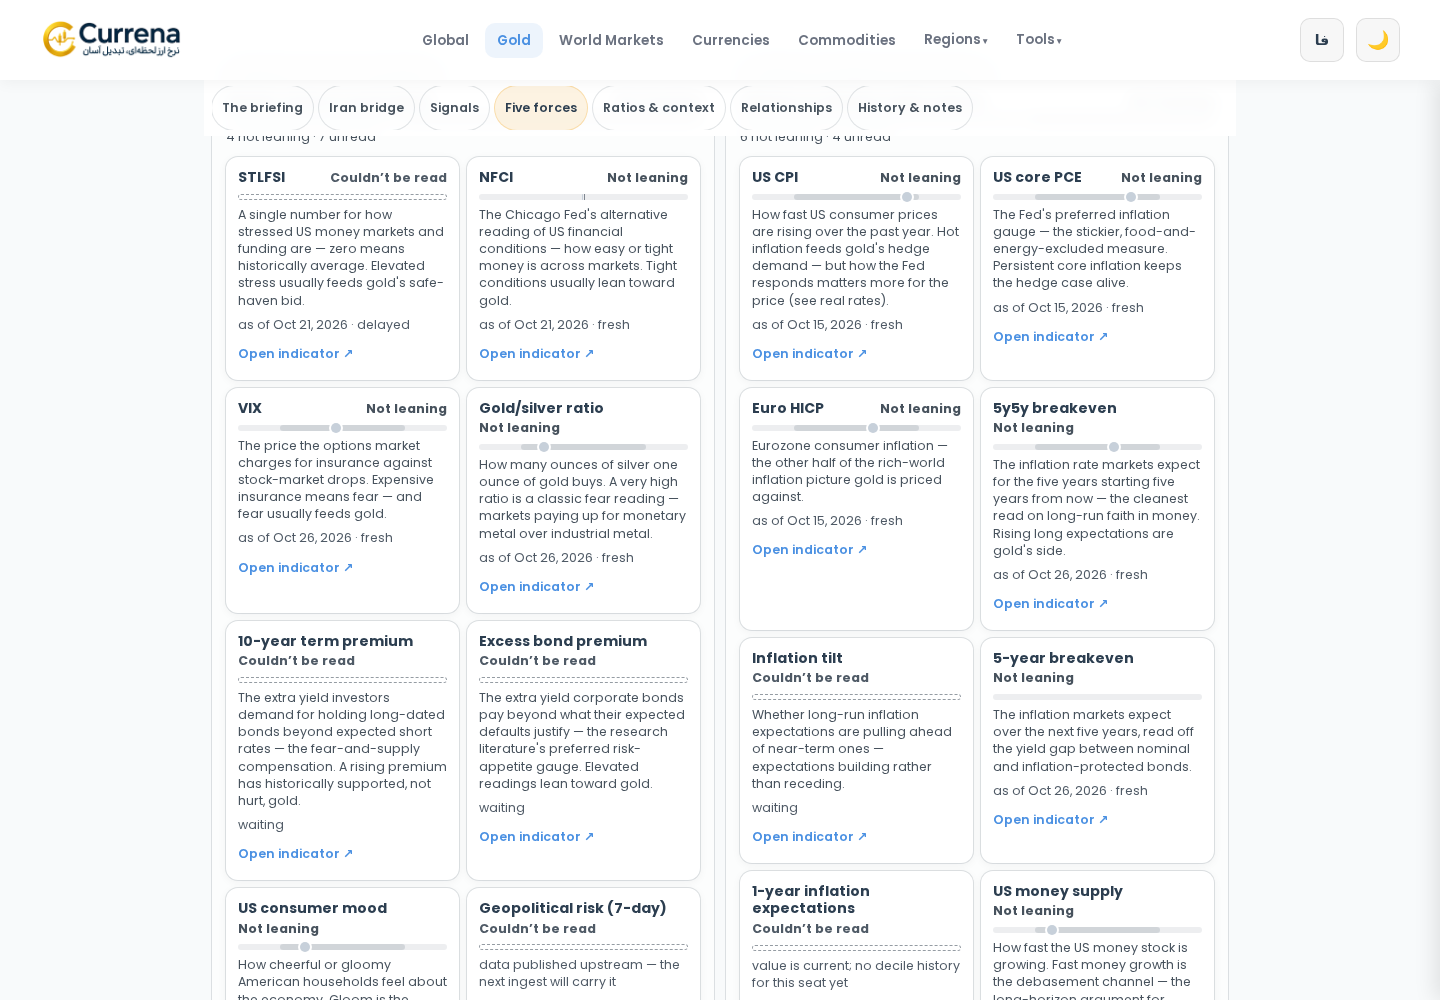 Currena
نرخ ارز لحظه‌ای، تبدیل آسان
Global
Gold
World Markets
Currencies
Commodities
Regions ▾
Tools ▾
فا
The briefing
Iran bridge
Signals
Five forces
Ratios & context
Relationships
History & notes
4 not leaning · 7 unread
STLFSI
Couldn’t be read
A single number for how
stressed US money markets and
funding are — zero means
historically average. Elevated
stress usually feeds gold's safe-
haven bid.
as of Oct 21, 2026 · delayed
Open indicator ↗
NFCI
Not leaning
The Chicago Fed's alternative
reading of US financial
conditions — how easy or tight
money is across markets. Tight
conditions usually lean toward
gold.
as of Oct 21, 2026 · fresh
Open indicator ↗
VIX
Not leaning
The price the options market
charges for insurance against
stock-market drops. Expensive
insurance means fear — and
fear usually feeds gold.
as of Oct 26, 2026 · fresh
Open indicator ↗
Gold/silver ratio
Not leaning
How many ounces of silver one
ounce of gold buys. A very high
ratio is a classic fear reading —
markets paying up for monetary
metal over industrial metal.
as of Oct 26, 2026 · fresh
Open indicator ↗
10-year term premium
Couldn’t be read
The extra yield investors
demand for holding long-dated
bonds beyond expected short
rates — the fear-and-supply
compensation. A rising premium
has historically supported, not
hurt, gold.
waiting
Open indicator ↗
Excess bond premium
Couldn’t be read
The extra yield corporate bonds
pay beyond what their expected
defaults justify — the research
literature's preferred risk-
appetite gauge. Elevated
readings lean toward gold.
waiting
Open indicator ↗
US consumer mood
Not leaning
How cheerful or gloomy
American households feel about
the economy. Gloom is the
Geopolitical risk (7-day)
Couldn’t be read
data published upstream — the
next ingest will carry it
6 not leaning · 4 unread
US CPI
Not leaning
How fast US consumer prices
are rising over the past year. Hot
inflation feeds gold's hedge
demand — but how the Fed
responds matters more for the
price (see real rates).
as of Oct 15, 2026 · fresh
Open indicator ↗
US core PCE
Not leaning
The Fed's preferred inflation
gauge — the stickier, food-and-
energy-excluded measure.
Persistent core inflation keeps
the hedge case alive.
as of Oct 15, 2026 · fresh
Open indicator ↗
Euro HICP
Not leaning
Eurozone consumer inflation —
the other half of the rich-world
inflation picture gold is priced
against.
as of Oct 15, 2026 · fresh
Open indicator ↗
5y5y breakeven
Not leaning
The inflation rate markets expect
for the five years starting five
years from now — the cleanest
read on long-run faith in money.
Rising long expectations are
gold's side.
as of Oct 26, 2026 · fresh
Open indicator ↗
Inflation tilt
Couldn’t be read
Whether long-run inflation
expectations are pulling ahead
of near-term ones —
expectations building rather
than receding.
waiting
Open indicator ↗
5-year breakeven
Not leaning
The inflation markets expect
over the next five years, read off
the yield gap between nominal
and inflation-protected bonds.
as of Oct 26, 2026 · fresh
Open indicator ↗
1-year inflation
expectations
Couldn’t be read
value is current; no decile history
for this seat yet
US money supply
Not leaning
How fast the US money stock is
growing. Fast money growth is
the debasement channel — the
long-horizon argument for